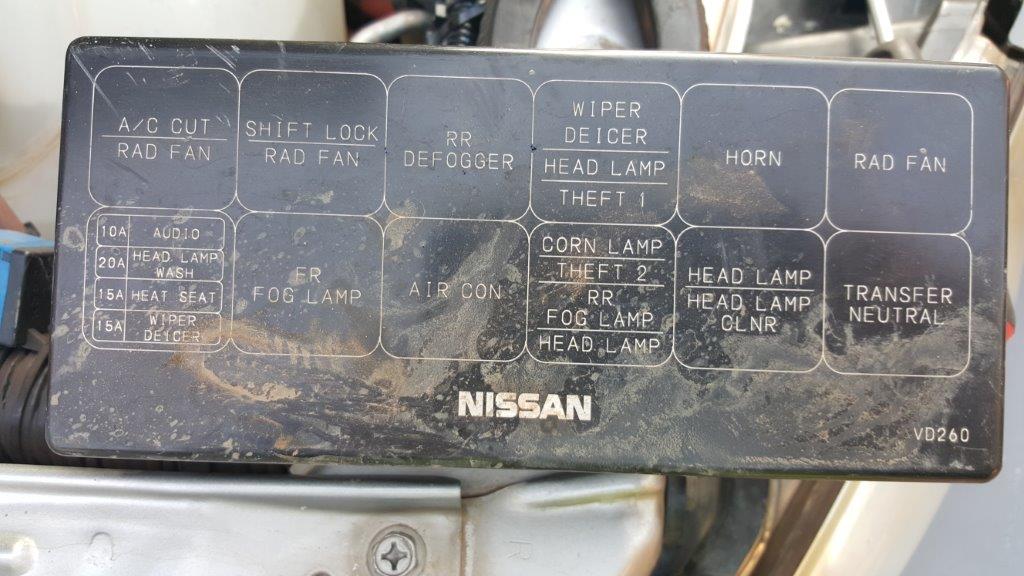 A/C CUT
RAD FAN
SHIFT LOCK
RAD FAN
RR
DEFOGGER
WIPER
DEICER
HEAD LAMP
THEFT 1
HORN
RAD FAN
10A AUDIO
20A HEAD LAMP
WASH
15A HEAT SEAT
15A WIPER
DEICER
FR
FOG LAMP
AIR CON
CORN LAMP
THEFT 2
RR
FOG LAMP
HEAD LAMP
HEAD LAMP
HEAD LAMP
CLNR
TRANSFER
NEUTRAL
NISSAN
VD260